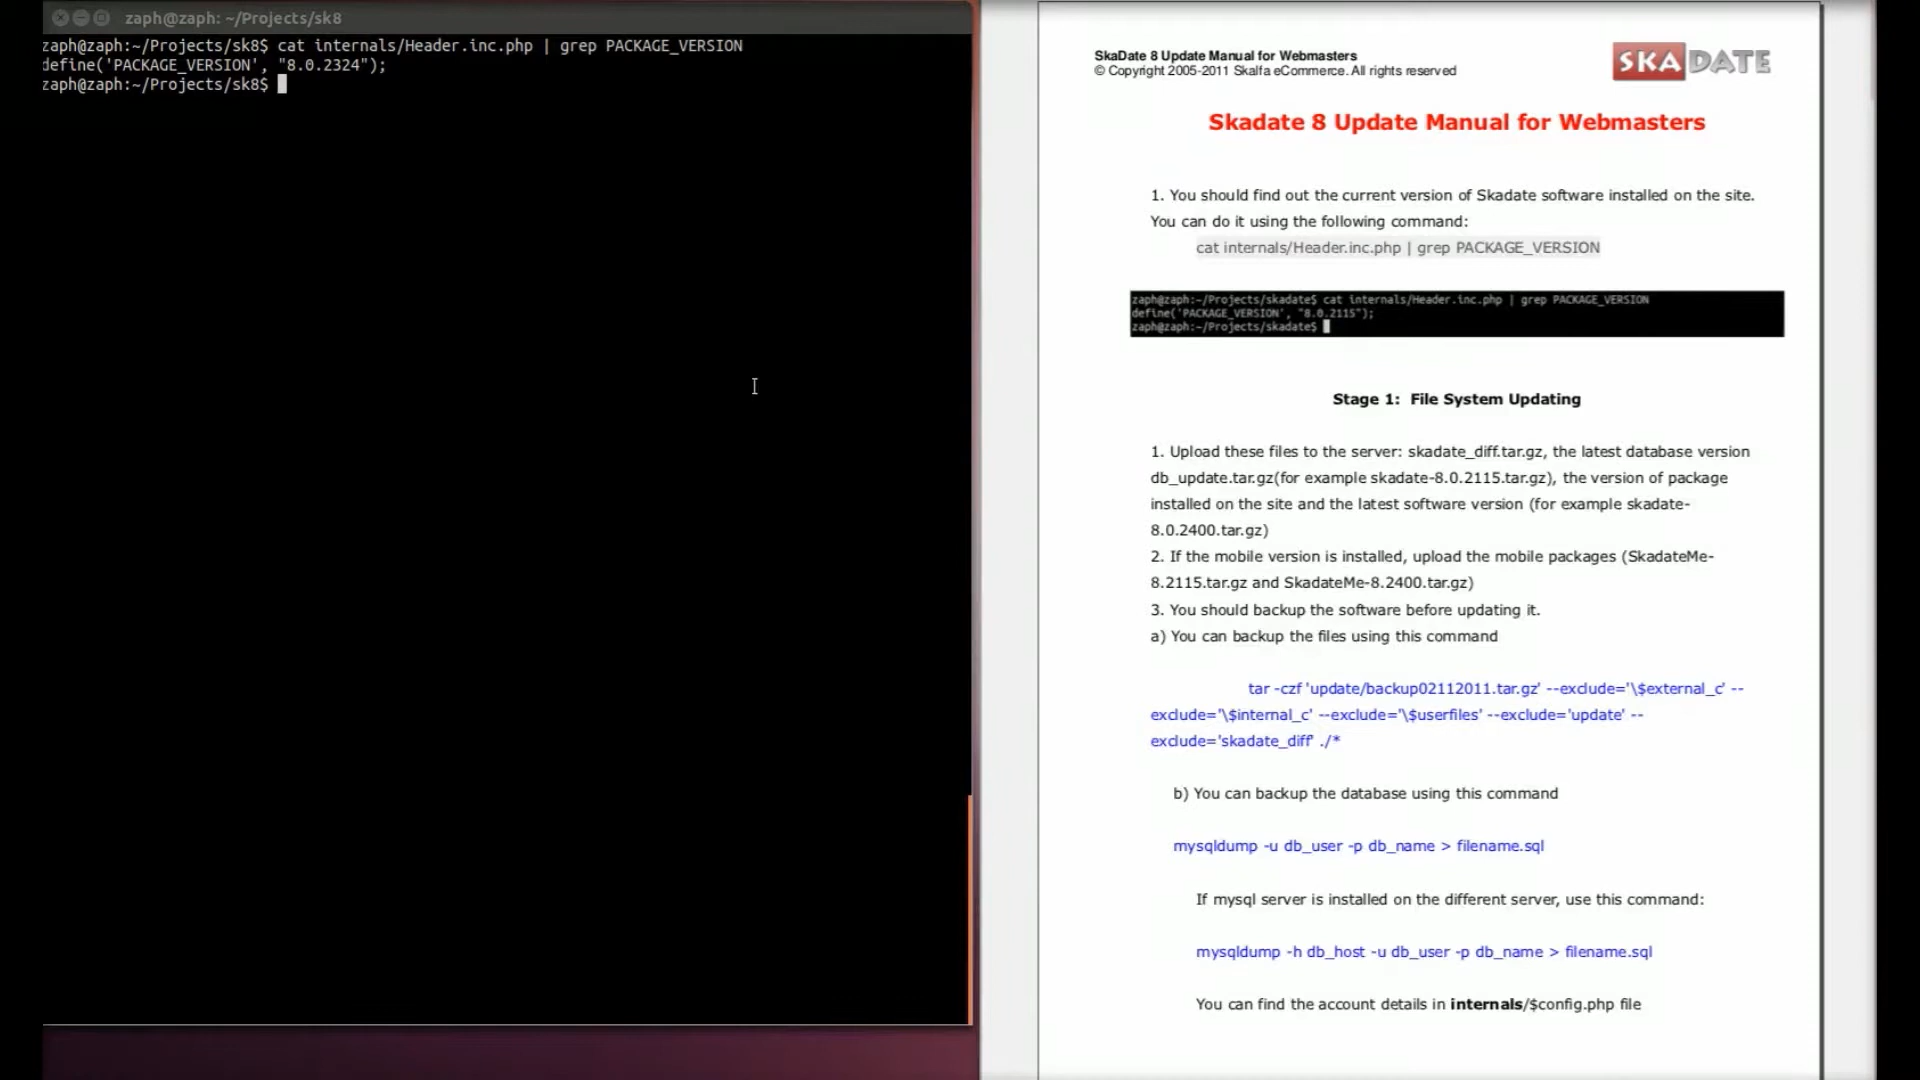 zaph@zaph: ~/Projects/sk8
zaph@zaph:~/Projects/sk8$ cat internals/Header.inc.php | grep PACKAGE_VERSION
define('PACKAGE_VERSION', "8.0.2324");
zaph@zaph:~/Projects/sk8$
SkaDate 8 Update Manual for Webmasters
© Copyright 2005-2011 Skalfa eCommerce. All rights reserved
SKADATE
Skadate 8 Update Manual for Webmasters
1. You should find out the current version of Skadate software installed on the site.
You can do it using the following command:
cat internals/Header.inc.php | grep PACKAGE_VERSION
zaph@zaph:~/Projects/skadate$ cat internals/Header.inc.php | grep PACKAGE_VERSION
define('PACKAGE_VERSION', "8.0.2115");
zaph@zaph:~/Projects/skadate$
Stage 1: File System Updating
1. Upload these files to the server: skadate_diff.tar.gz, the latest database version
db_update.tar.gz(for example skadate-8.0.2115.tar.gz), the version of package
installed on the site and the latest software version (for example skadate-
8.0.2400.tar.gz)
2. If the mobile version is installed, upload the mobile packages (SkadateMe-
8.2115.tar.gz and SkadateMe-8.2400.tar.gz)
3. You should backup the software before updating it.
a) You can backup the files using this command
tar -czf 'update/backup02112011.tar.gz' --exclude='\$external_c' --
exclude='\$internal_c' --exclude='\$userfiles' --exclude='update' --
exclude='skadate_diff' ./*
b) You can backup the database using this command
mysqldump -u db_user -p db_name > filename.sql
If mysql server is installed on the different server, use this command:
mysqldump -h db_host -u db_user -p db_name > filename.sql
You can find the account details in internals/$config.php file